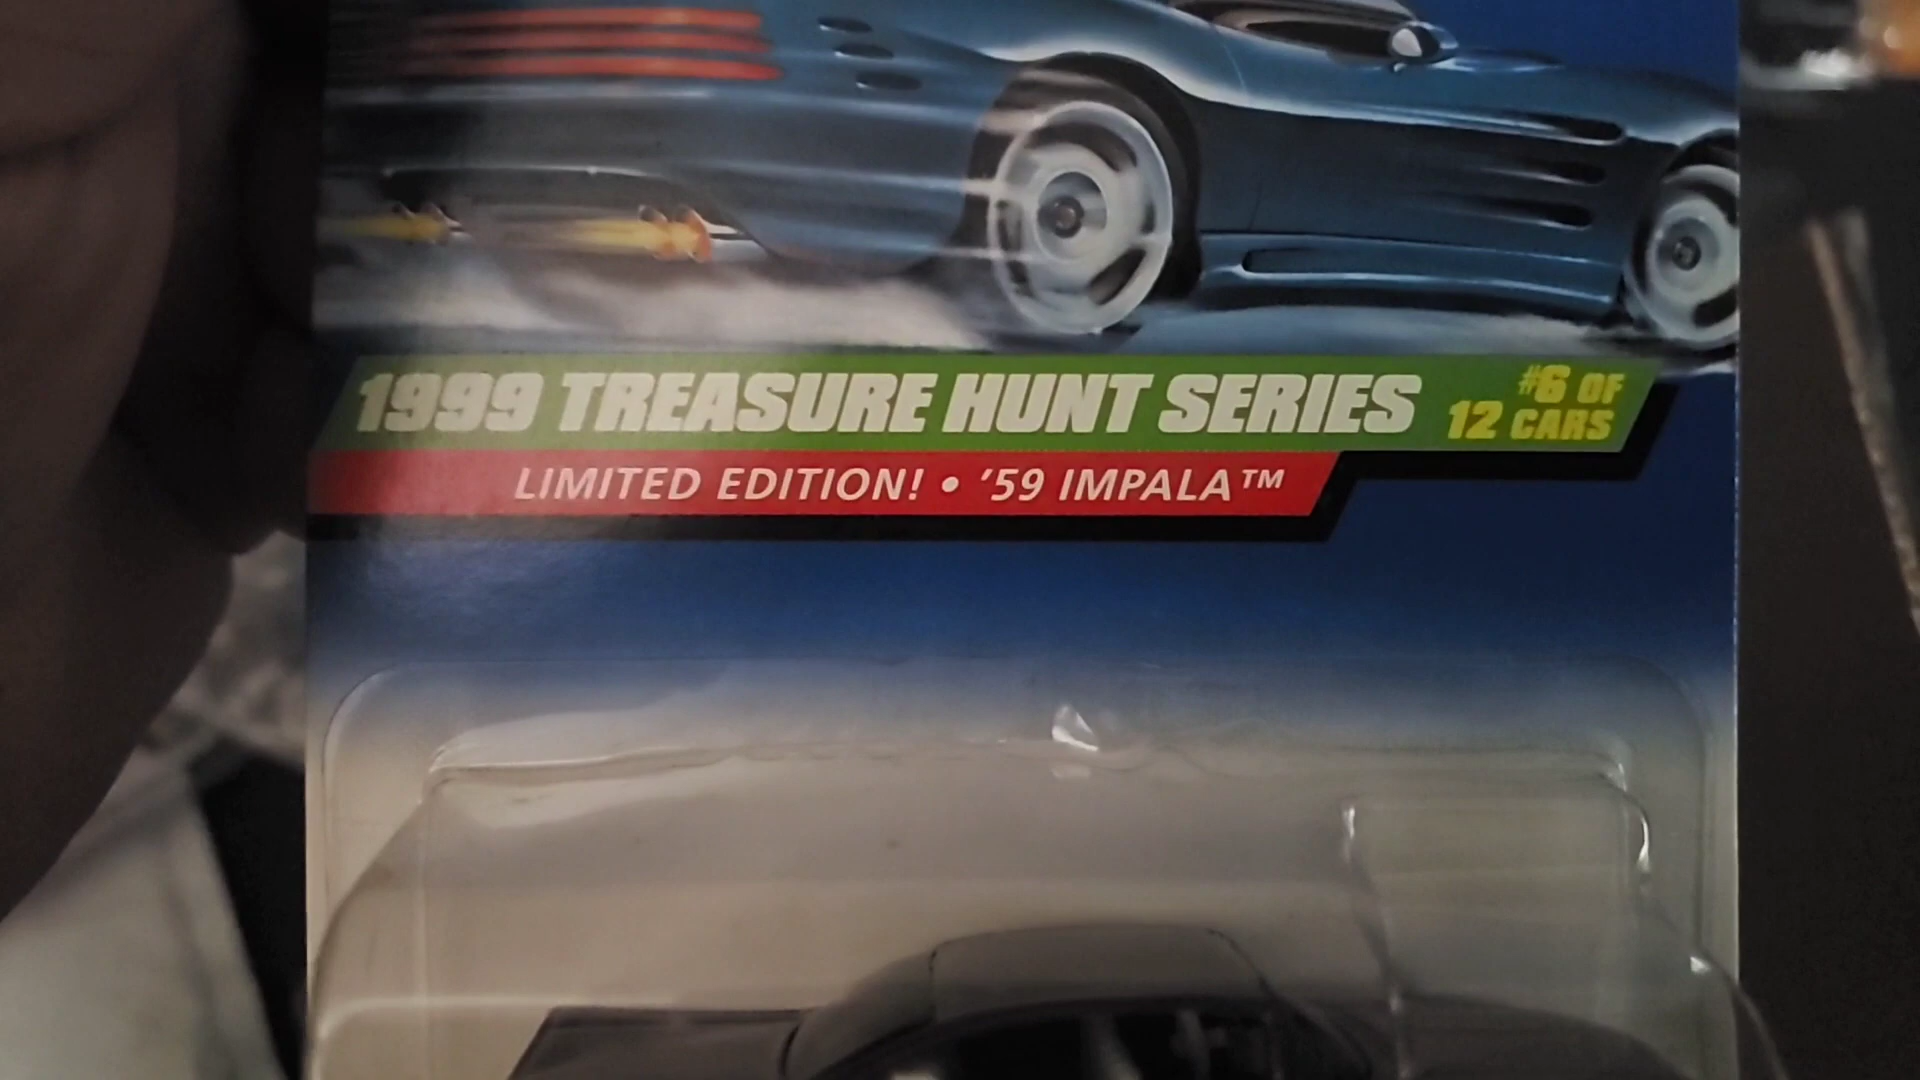 1999 TREASURE HUNT SERIES
#6 OF
12 CARS
LIMITED EDITION! • '59 IMPALA™